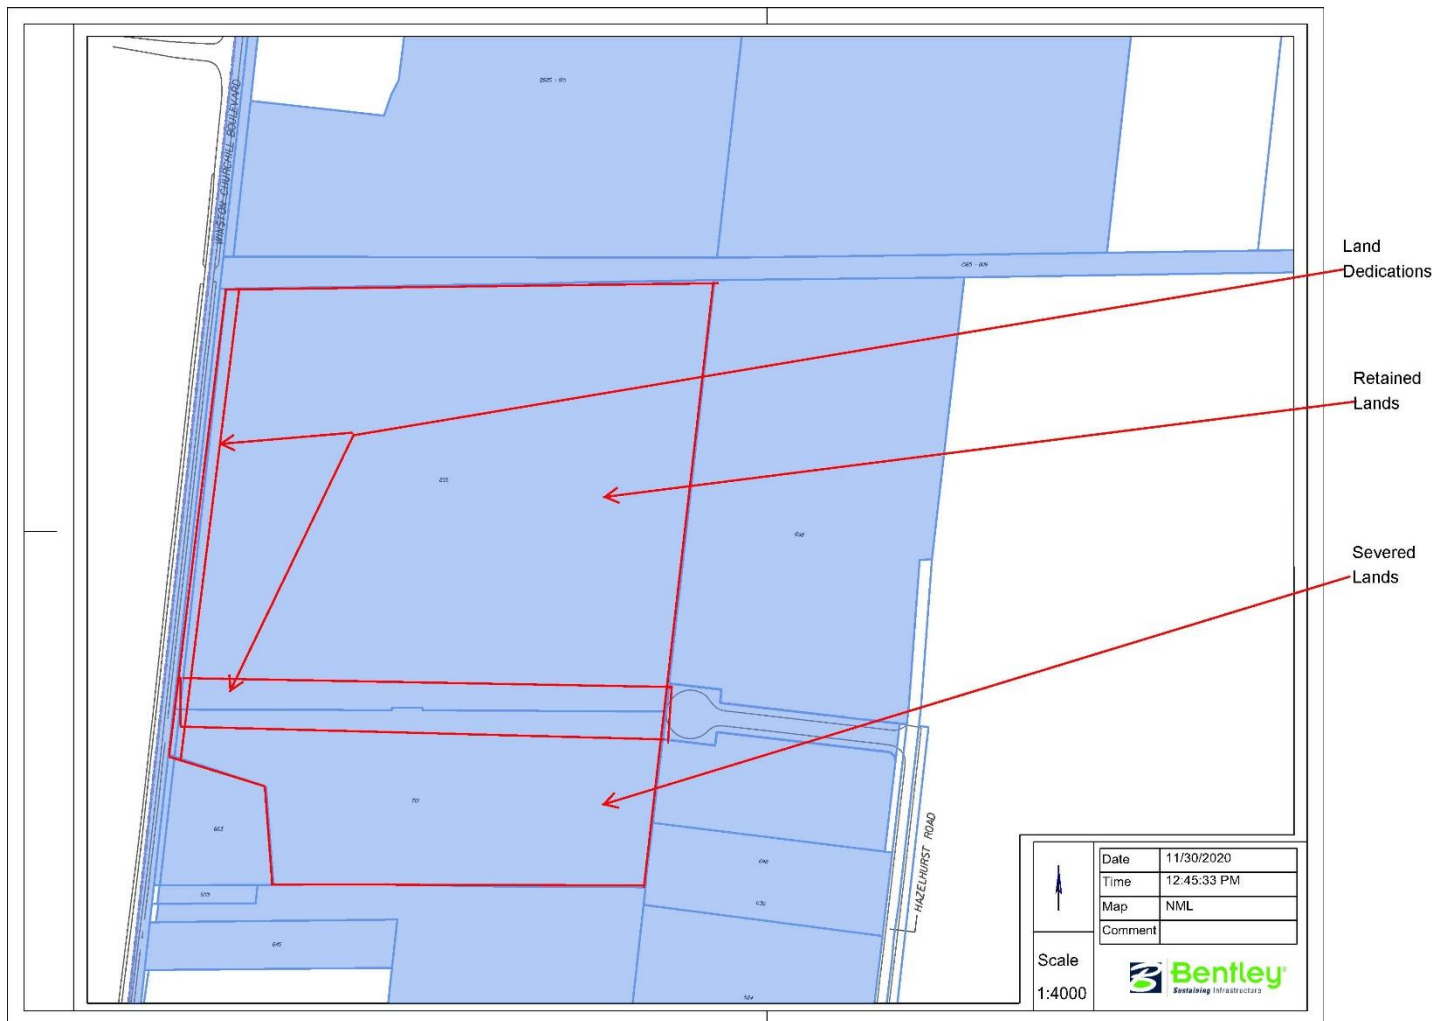 WINSTON CHURCHILL BOULEVARD
Land
Dedications
Retained
Lands
Severed
Lands
HAZELHURST ROAD
Date 11/30/2020
Time 12:45:33 PM
Map NML
Comment
Scale
1:4000
Bentley
Sustaining Infrastructure